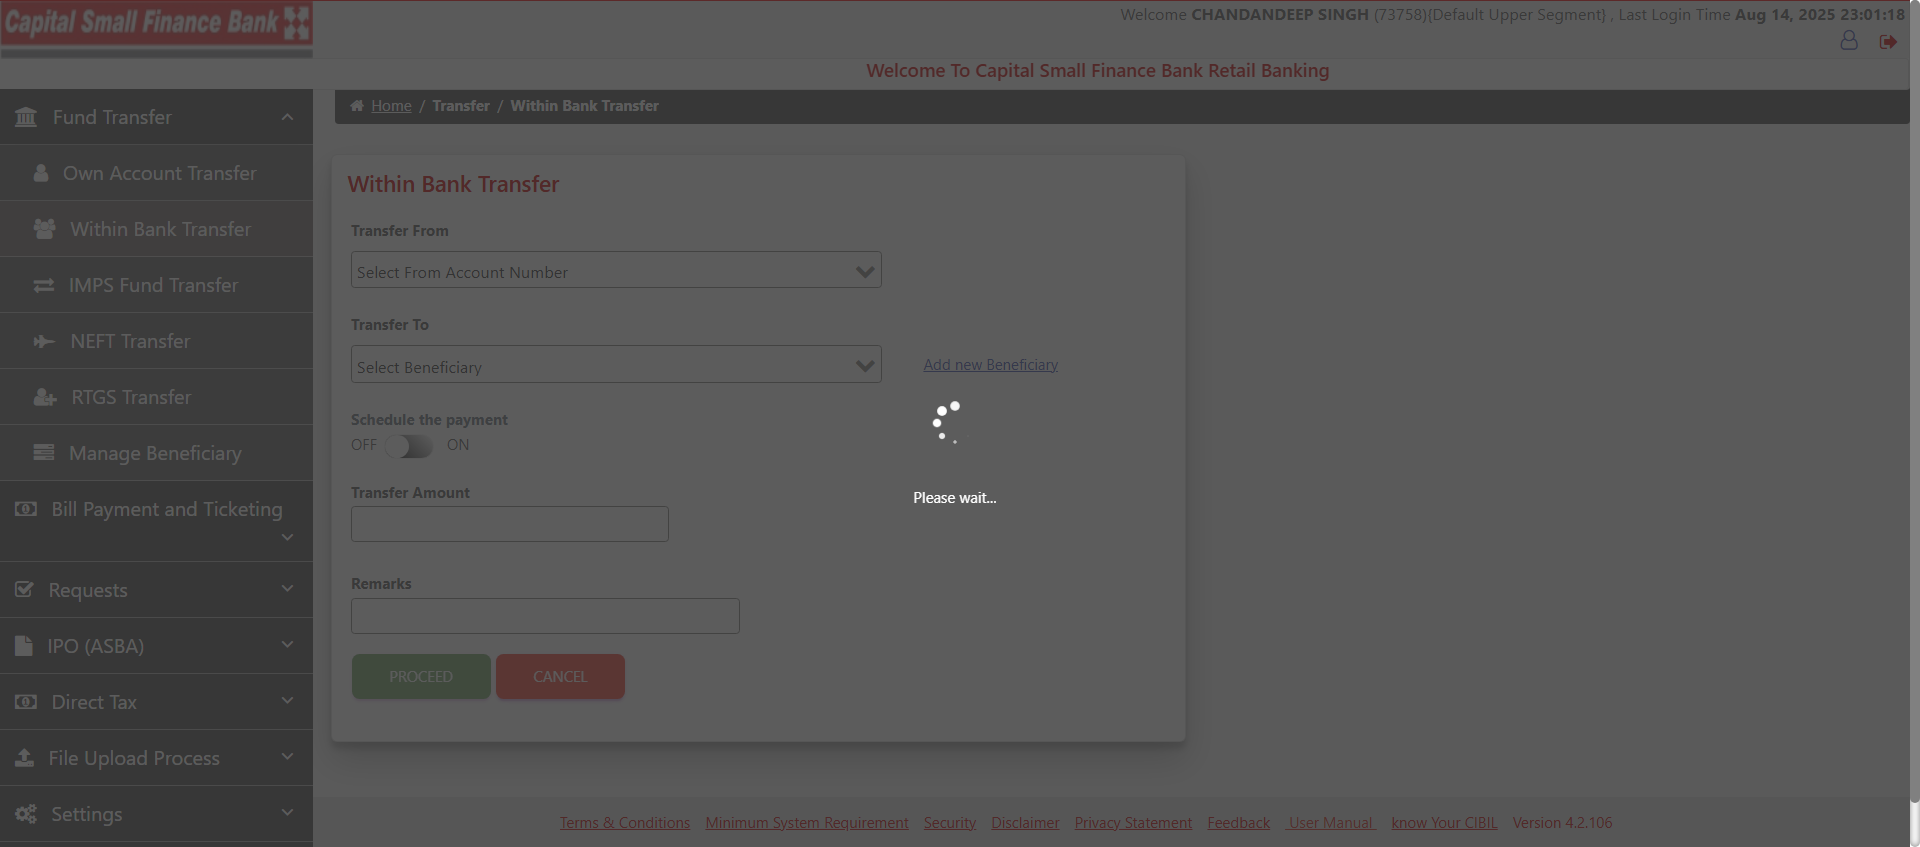 Capital Small Finance Bank
Welcome CHANDANDEEP SINGH (73758){Default Upper Segment} , Last Login Time Aug 14, 2025 23:01:18
Welcome To Capital Small Finance Bank Retail Banking
Home / Transfer / Within Bank Transfer
Fund Transfer
Own Account Transfer
Within Bank Transfer
IMPS Fund Transfer
NEFT Transfer
RTGS Transfer
Manage Beneficiary
Bill Payment and Ticketing
Requests
IPO (ASBA)
Direct Tax
File Upload Process
Settings
Within Bank Transfer
Transfer From
Select From Account Number
Transfer To
Select Beneficiary
Add new Beneficiary
Schedule the payment
OFF ON
Transfer Amount
Remarks
PROCEED CANCEL
Please wait...
Terms & Conditions Minimum System Requirement Security Disclaimer Privacy Statement Feedback User Manual know Your CIBIL Version 4.2.106